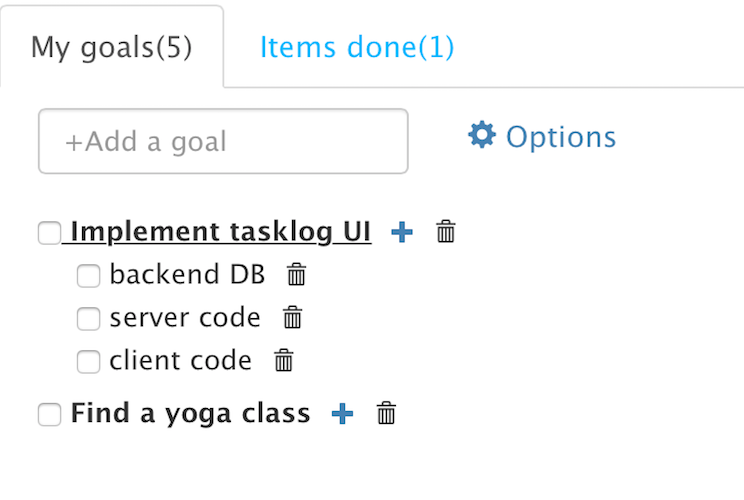 My goals(5)
Items done(1)
+Add a goal
Options
Implement tasklog UI
backend DB
server code
client code
Find a yoga class